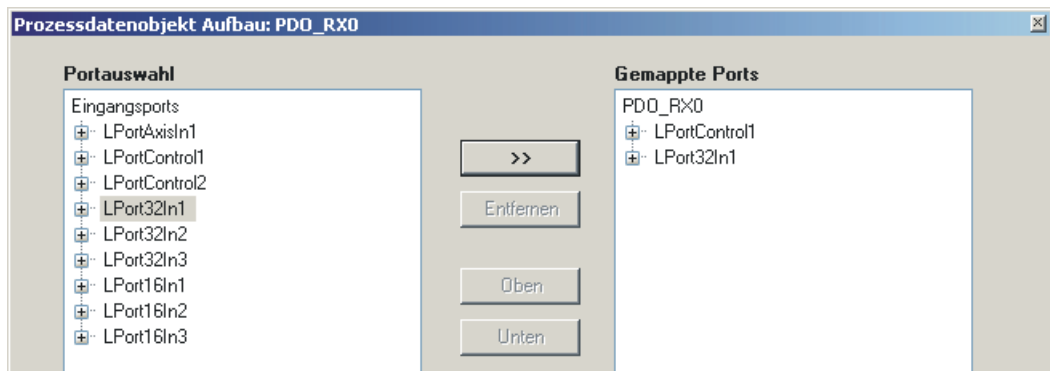 Prozessdatenobjekt Aufbau: PDO_RX0
Portauswahl
Eingangsports
LPortAxisIn1
LPortControl1
LPortControl2
LPort32In1
LPort32In2
LPort32In3
LPort16In1
LPort16In2
LPort16In3
>>
Entfernen
Oben
Unten
Gemappte Ports
PDO_RX0
LPortControl1
LPort32In1